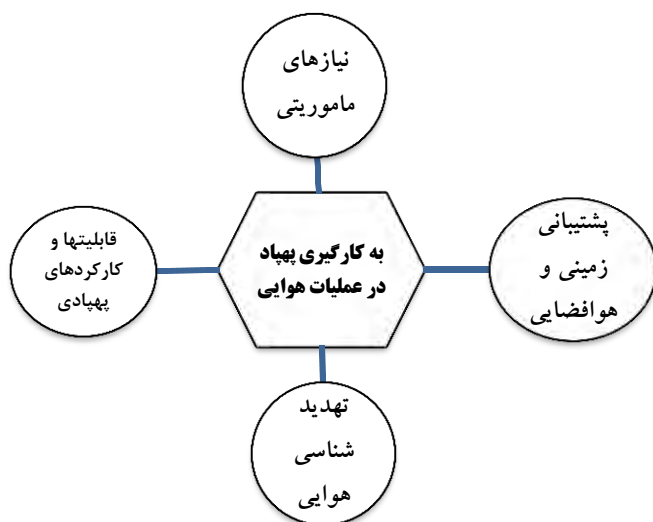 نیازهای
ماموریتی
پشتیبانی
زمینی و
هوافضایی
به کارگیری پهپاد
در عملیات هوایی
قابلیتها و
کارکردهای
پهپادی
تهدید
شناسی
هوایی